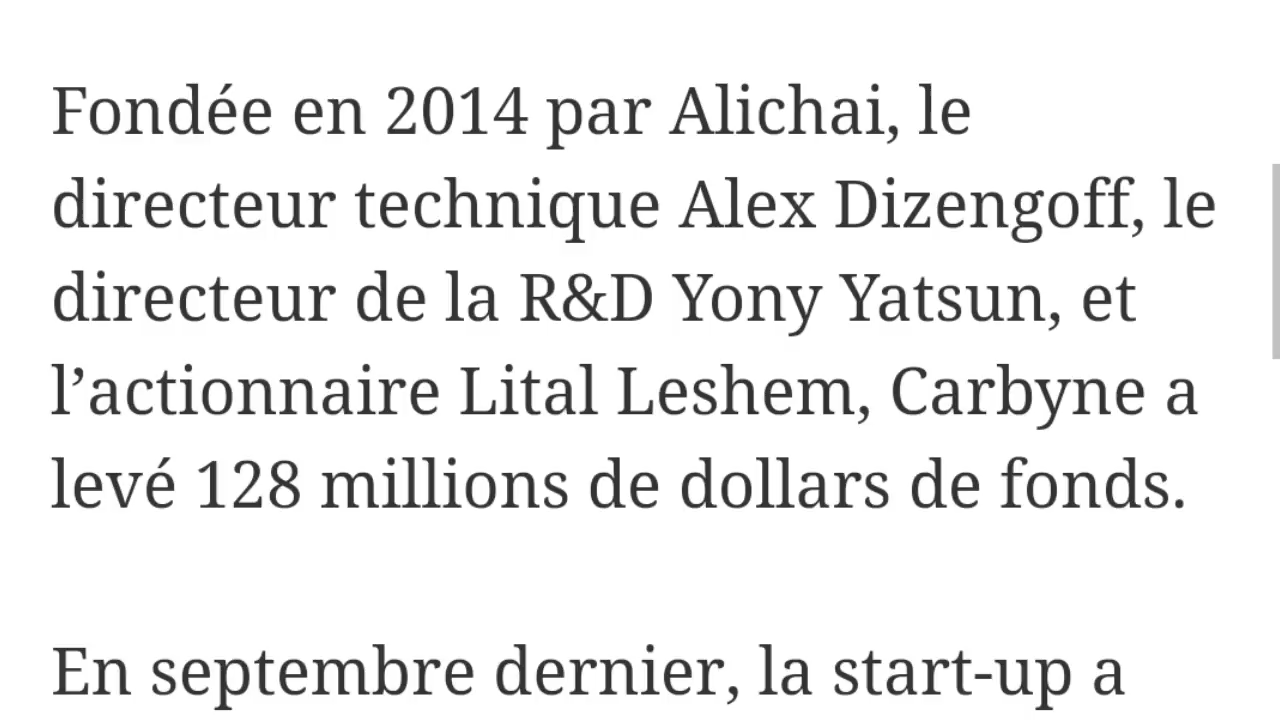 Fondée en 2014 par Alichai, le
directeur technique Alex Dizengoff, le
directeur de la R&D Yony Yatsun, et
l’actionnaire Lital Leshem, Carbyne a
levé 128 millions de dollars de fonds.
En septembre dernier, la start-up a